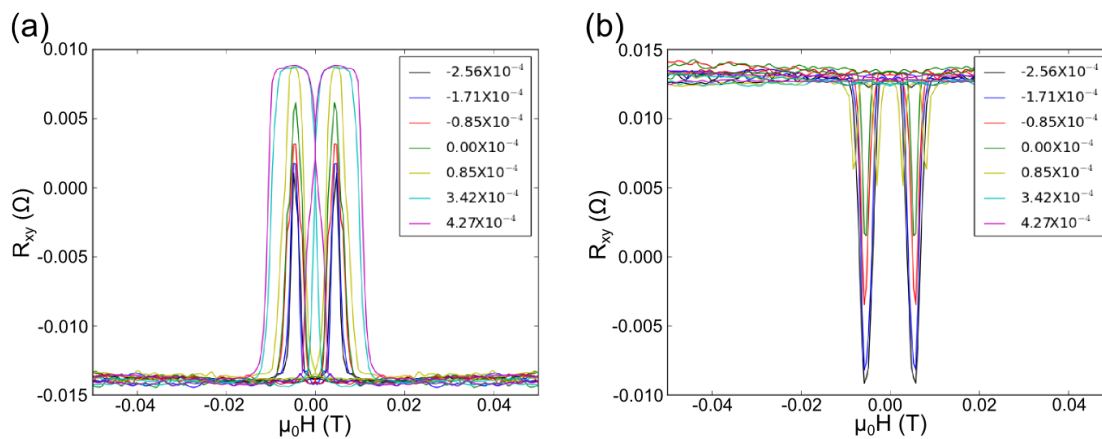 (a)
0.010
0.005
0.000
-0.005
-0.010
-0.015
R_xy (Ω)
-0.04
-0.02
0.00
0.02
0.04
μ₀H (T)
-2.56X10⁻⁴
-1.71X10⁻⁴
-0.85X10⁻⁴
0.00X10⁻⁴
0.85X10⁻⁴
3.42X10⁻⁴
4.27X10⁻⁴
(b)
0.015
0.010
0.005
0.000
-0.005
-0.010
R_xy (Ω)
-0.04
-0.02
0.00
0.02
0.04
μ₀H (T)
-2.56X10⁻⁴
-1.71X10⁻⁴
-0.85X10⁻⁴
0.00X10⁻⁴
0.85X10⁻⁴
3.42X10⁻⁴
4.27X10⁻⁴